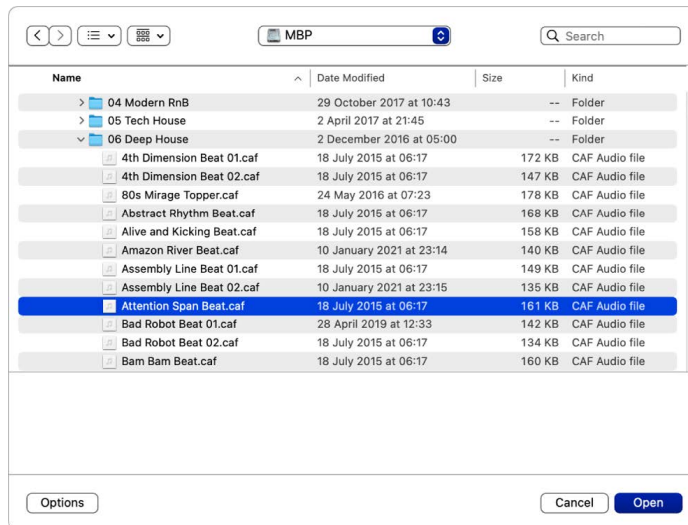 MBP
Search
Name Date Modified Size Kind
04 Modern RnB 29 October 2017 at 10:43 -- Folder
05 Tech House 2 April 2017 at 21:45 -- Folder
06 Deep House 2 December 2016 at 05:00 -- Folder
4th Dimension Beat 01.caf 18 July 2015 at 06:17 172 KB CAF Audio file
4th Dimension Beat 02.caf 18 July 2015 at 06:17 147 KB CAF Audio file
80s Mirage Topper.caf 24 May 2016 at 07:23 178 KB CAF Audio file
Abstract Rhythm Beat.caf 18 July 2015 at 06:17 168 KB CAF Audio file
Alive and Kicking Beat.caf 18 July 2015 at 06:17 158 KB CAF Audio file
Amazon River Beat.caf 10 January 2021 at 23:14 140 KB CAF Audio file
Assembly Line Beat 01.caf 18 July 2015 at 06:17 149 KB CAF Audio file
Assembly Line Beat 02.caf 10 January 2021 at 23:15 135 KB CAF Audio file
Attention Span Beat.caf 18 July 2015 at 06:17 161 KB CAF Audio file
Bad Robot Beat 01.caf 28 April 2019 at 12:33 142 KB CAF Audio file
Bad Robot Beat 02.caf 18 July 2015 at 06:17 134 KB CAF Audio file
Bam Bam Beat.caf 18 July 2015 at 06:17 160 KB CAF Audio file
Options Cancel Open